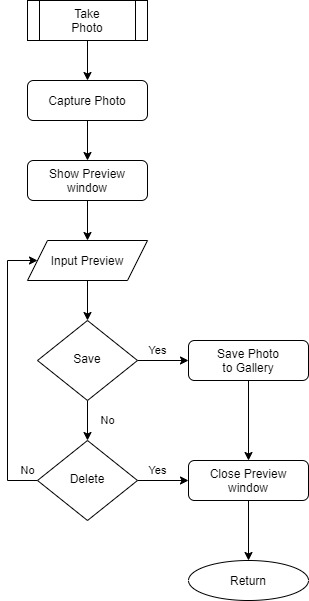 Take
Photo
Capture Photo
Show Preview
window
Input Preview
Save
Yes
Save Photo
to Gallery
No
Delete
No
Yes
Close Preview
window
Return